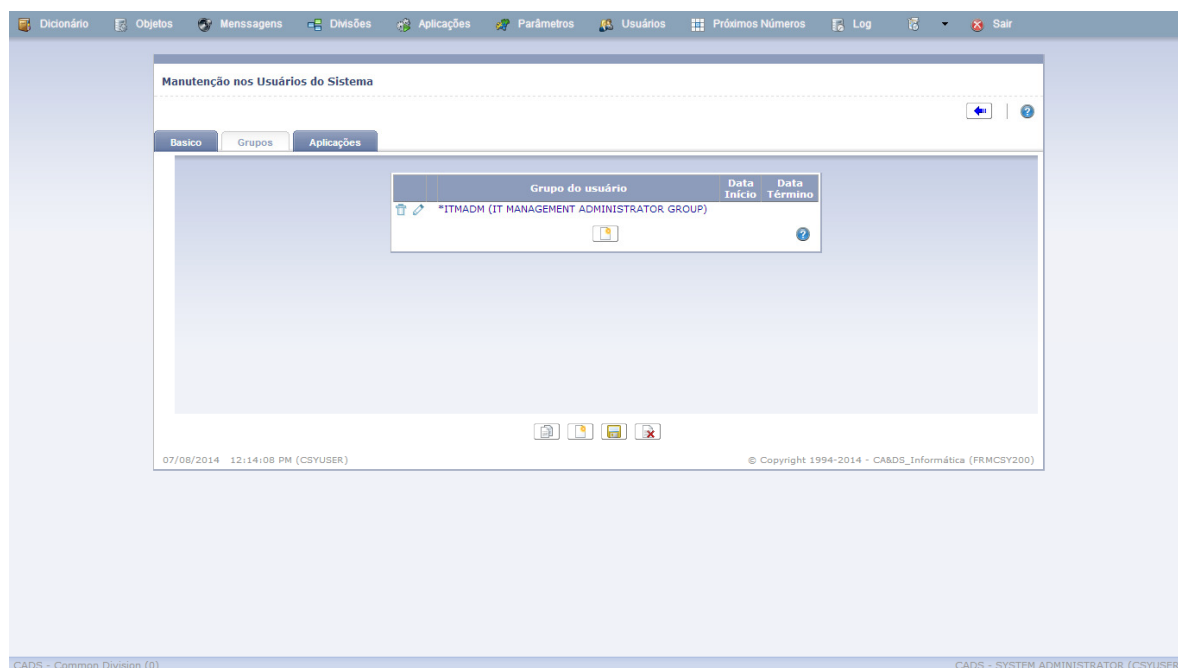 Dicionário Objetos Menssagens Divisões Aplicações Parâmetros Usuários Próximos Números Log Sair
Manutenção nos Usuários do Sistema
Basico Grupos Aplicações
Grupo do usuário Data Início Data Término
*ITMADM (IT MANAGEMENT ADMINISTRATOR GROUP)
07/08/2014 12:14:08 PM (CSYUSER) © Copyright 1994-2014 - CA&DS_Informática (FRMCSY200)
CADS - Common Division (0) CADS - SYSTEM ADMINISTRATOR (CSYUSER